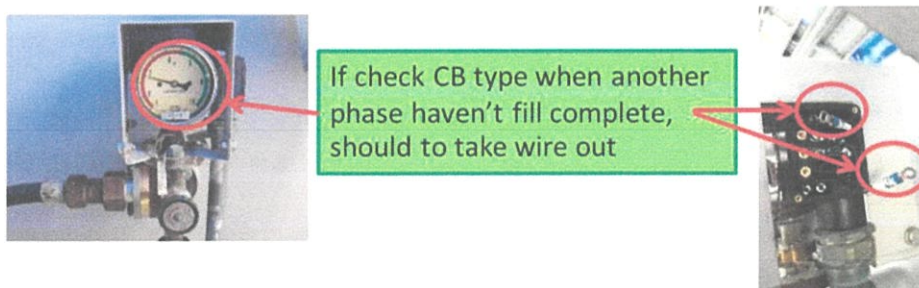 If check CB type when another
phase haven't fill complete,
should to take wire out